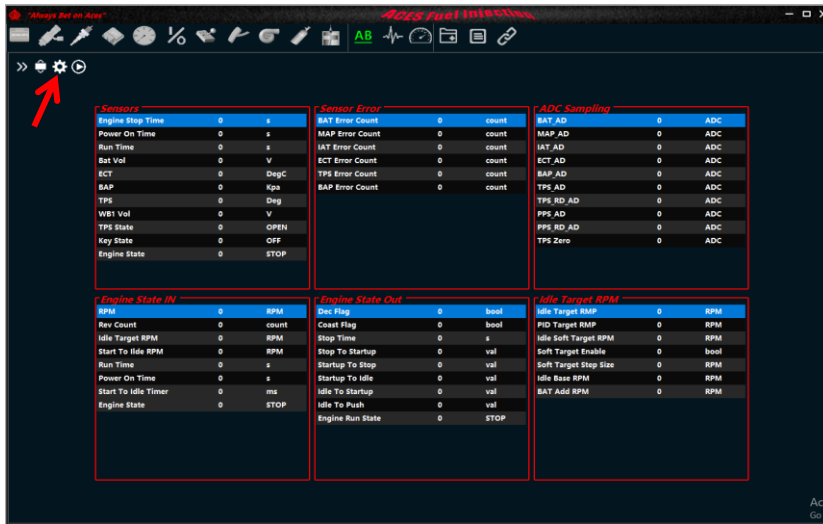 "Always Bet on Aces"
ACES Fuel Injection
AB
Sensors
Engine Stop Time 0 s
Power On Time 0 s
Run Time 0 s
Bat Vol 0 V
ECT 0 DegC
BAP 0 Kpa
TPS 0 Deg
WB1 Vol 0 V
TPS State 0 OPEN
Key State 0 OFF
Engine State 0 STOP
Sensor Error
BAT Error Count 0 count
MAP Error Count 0 count
IAT Error Count 0 count
ECT Error Count 0 count
TPS Error Count 0 count
BAP Error Count 0 count
ADC Sampling
BAT_AD 0 ADC
MAP_AD 0 ADC
IAT_AD 0 ADC
ECT_AD 0 ADC
BAP_AD 0 ADC
TPS_AD 0 ADC
TPS_RD_AD 0 ADC
PPS_AD 0 ADC
PPS_RD_AD 0 ADC
TPS Zero 0 ADC
Engine State IN
RPM 0 RPM
Rev Count 0 count
Idle Target RPM 0 RPM
Start To Ilde RPM 0 RPM
Run Time 0 s
Power On Time 0 s
Start To Idle Timer 0 ms
Engine State 0 STOP
Engine State Out
Dec Flag 0 bool
Coast Flag 0 bool
Stop Time 0 s
Stop To Startup 0 val
Startup To Stop 0 val
Startup To Idle 0 val
Idle To Startup 0 val
Idle To Push 0 val
Engine Run State 0 STOP
Idle Target RPM
Idle Target RMP 0 RPM
PID Target RMP 0 RPM
Idle Soft Target RPM 0 RPM
Soft Target Enable 0 bool
Soft Target Step Size 0 RPM
Idle Base RPM 0 RPM
BAT Add RPM 0 RPM
Go